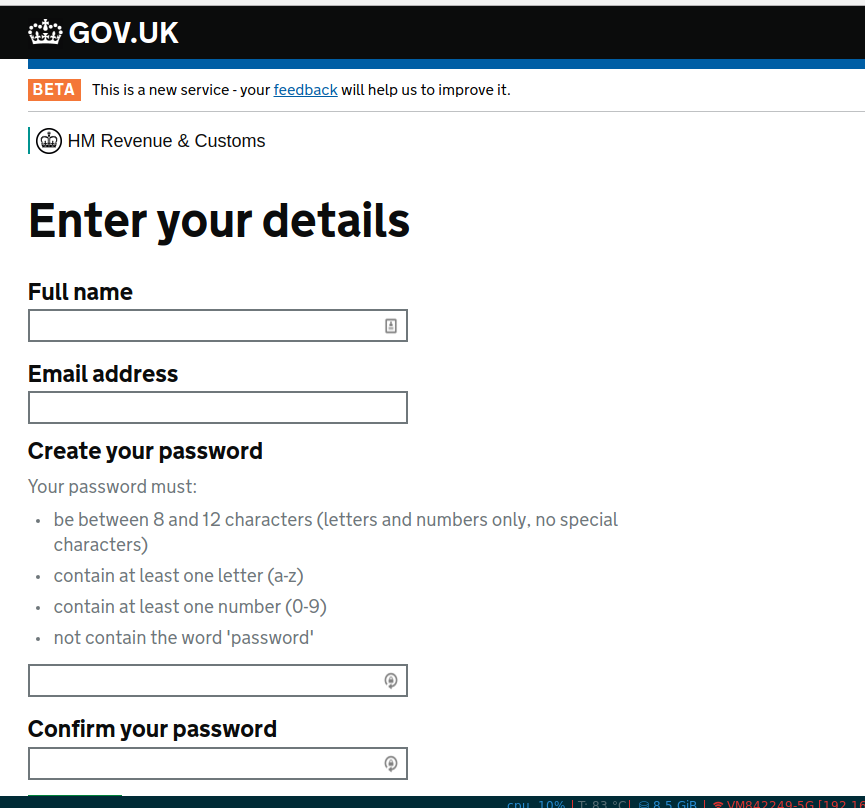 GOV.UK
BETA This is a new service - your feedback will help us to improve it.
HM Revenue & Customs
Enter your details
Full name
Email address
Create your password
Your password must:
• be between 8 and 12 characters (letters and numbers only, no special
characters)
• contain at least one letter (a-z)
• contain at least one number (0-9)
• not contain the word 'password'
Confirm your password
cpu 10% | T: 83 °C| 8.5 GiB | VM842249-5G [192.16